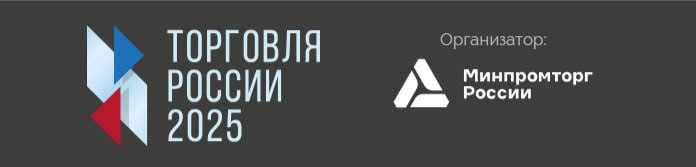 ТОРГОВЛЯ
РОССИИ
2025
Организатор:
Минпромторг
России